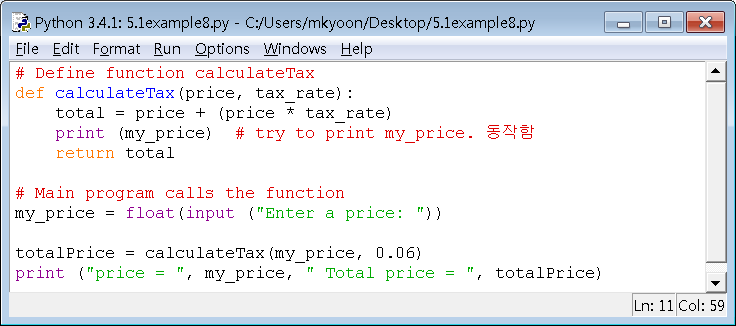 Python 3.4.1: 5.1example8.py - C:/Users/mkyoon/Desktop/5.1example8.py
File Edit Format Run Options Windows Help
# Define function calculateTax
def calculateTax(price, tax_rate):
    total = price + (price * tax_rate)
    print (my_price)  # try to print my_price. 동작함
    return total

# Main program calls the function
my_price = float(input ("Enter a price: "))

totalPrice = calculateTax(my_price, 0.06)
print ("price = ", my_price, " Total price = ", totalPrice)
Ln: 11 Col: 59